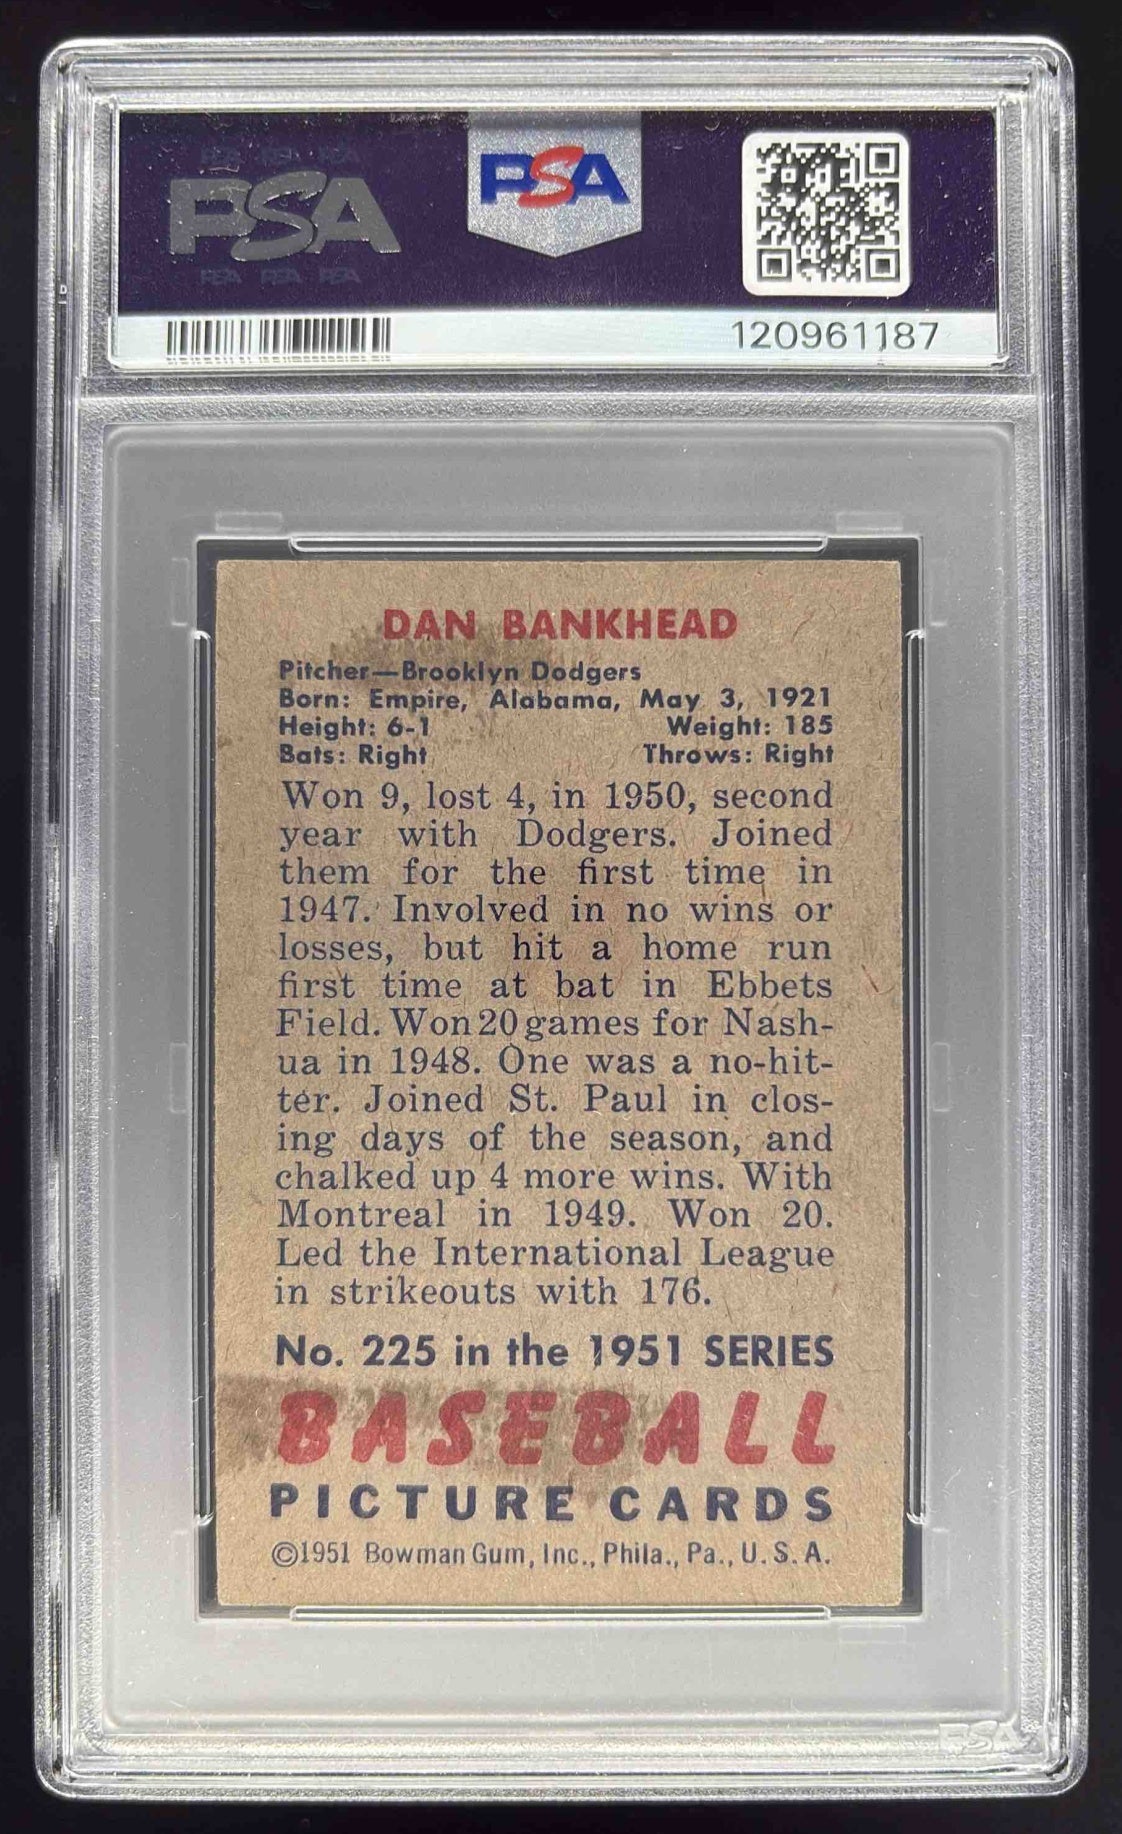 PSA
PSA
120961187
DAN BANKHEAD
Pitcher—Brooklyn Dodgers
Born: Empire, Alabama, May 3, 1921
Height: 6-1 Weight: 185
Bats: Right Throws: Right
Won 9, lost 4, in 1950, second
year with Dodgers. Joined
them for the first time in
1947. Involved in no wins or
losses, but hit a home run
first time at bat in Ebbets
Field. Won 20 games for Nash-
ua in 1948. One was a no-hit-
ter. Joined St. Paul in clos-
ing days of the season, and
chalked up 4 more wins. With
Montreal in 1949. Won 20.
Led the International League
in strikeouts with 176.
No. 225 in the 1951 SERIES
BASEBALL
PICTURE CARDS
©1951 Bowman Gum, Inc., Phila., Pa., U.S.A.
PSA